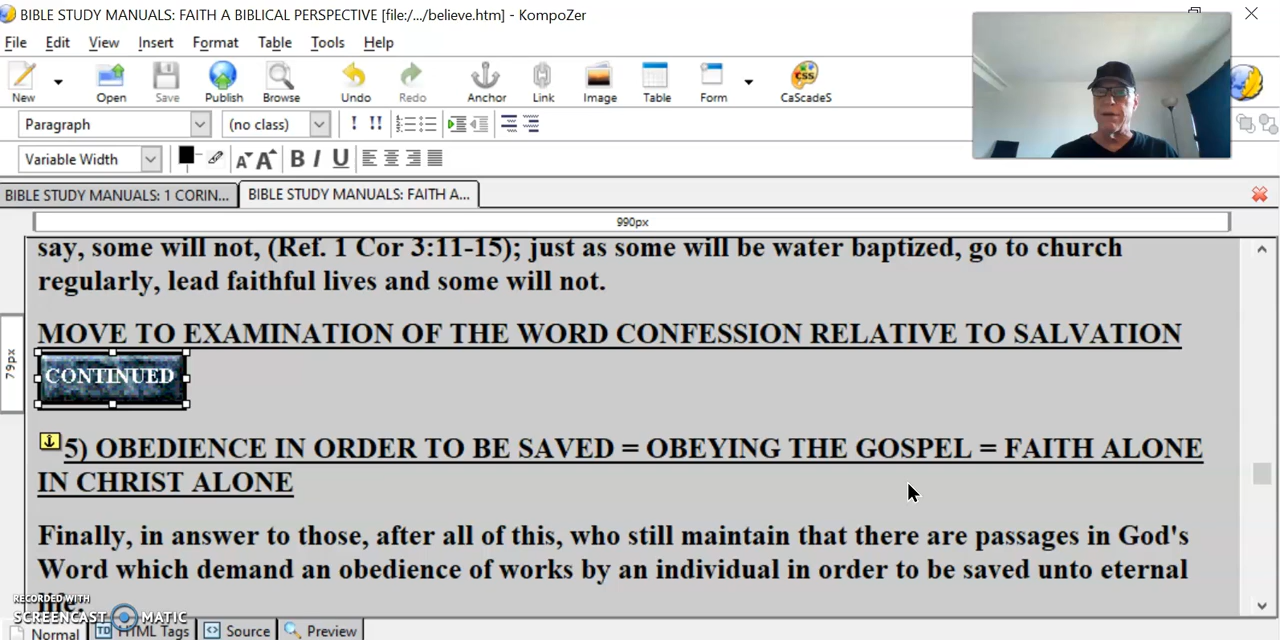 BIBLE STUDY MANUALS: FAITH A BIBLICAL PERSPECTIVE [file:/.../believe.htm] - KompoZer
File Edit View Insert Format Table Tools Help
New Open Save Publish Browse Undo Redo Anchor Link Image Table Form CaScadeS
CSS
Paragraph (no class) ! !!
Variable Width A A B I U
BIBLE STUDY MANUALS: 1 CORIN... BIBLE STUDY MANUALS: FAITH A...
990px
say, some will not, (Ref. 1 Cor 3:11-15); just as some will be water baptized, go to church
regularly, lead faithful lives and some will not.
MOVE TO EXAMINATION OF THE WORD CONFESSION RELATIVE TO SALVATION
79px
CONTINUED
5) OBEDIENCE IN ORDER TO BE SAVED = OBEYING THE GOSPEL = FAITH ALONE
IN CHRIST ALONE
Finally, in answer to those, after all of this, who still maintain that there are passages in God's
Word which demand an obedience of works by an individual in order to be saved unto eternal
RECORDED WITH
SCREENCAST MATIC
Normal TD HTML Tags Source Preview